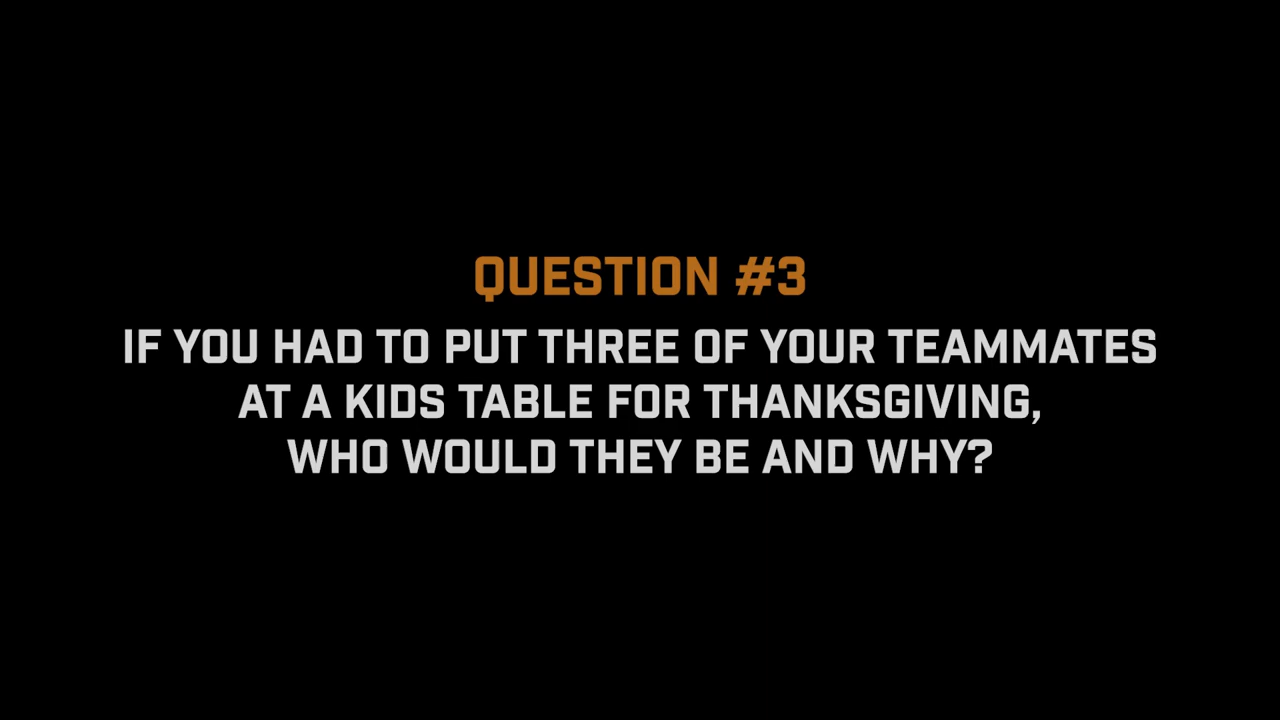 QUESTION #3
IF YOU HAD TO PUT THREE OF YOUR TEAMMATES
AT A KIDS TABLE FOR THANKSGIVING,
WHO WOULD THEY BE AND WHY?